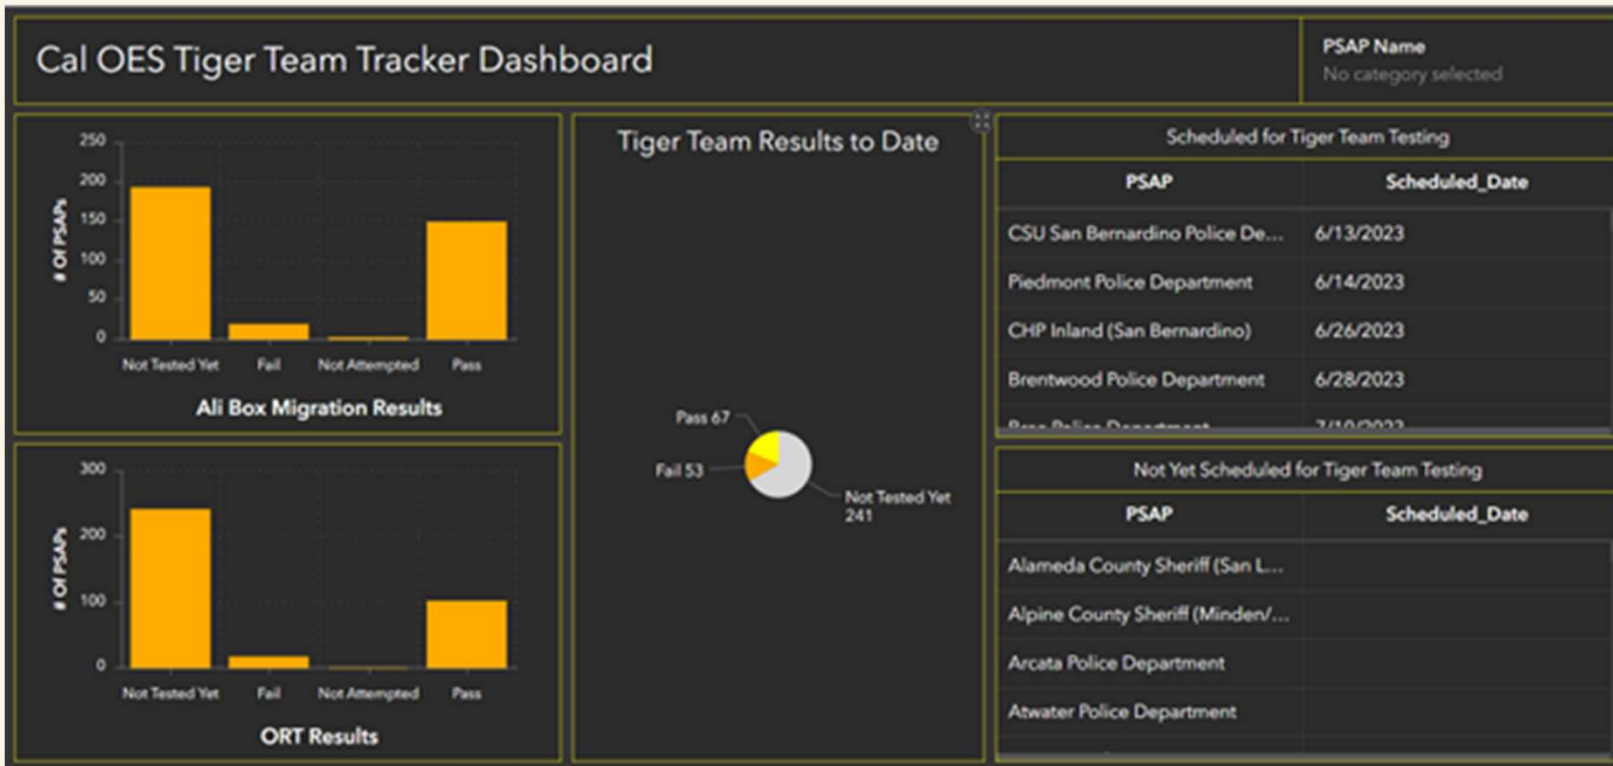 Cal OES Tiger Team Tracker Dashboard
PSAP Name
No category selected
250
200
150
100
50
0
# Of PSAPs
Not Tested Yet Fail Not Attempted Pass
Ali Box Migration Results
300
200
100
0
# Of PSAPs
Not Tested Yet Fail Not Attempted Pass
ORT Results
Tiger Team Results to Date
Pass 67
Fail 53
Not Tested Yet
241
Scheduled for Tiger Team Testing
PSAP Scheduled_Date
CSU San Bernardino Police De... 6/13/2023
Piedmont Police Department 6/14/2023
CHP Inland (San Bernardino) 6/26/2023
Brentwood Police Department 6/28/2023
Police Department 7/10/2023
Not Yet Scheduled for Tiger Team Testing
PSAP Scheduled_Date
Alameda County Sheriff (San L...
Alpine County Sheriff (Minden/...
Arcata Police Department
Atwater Police Department